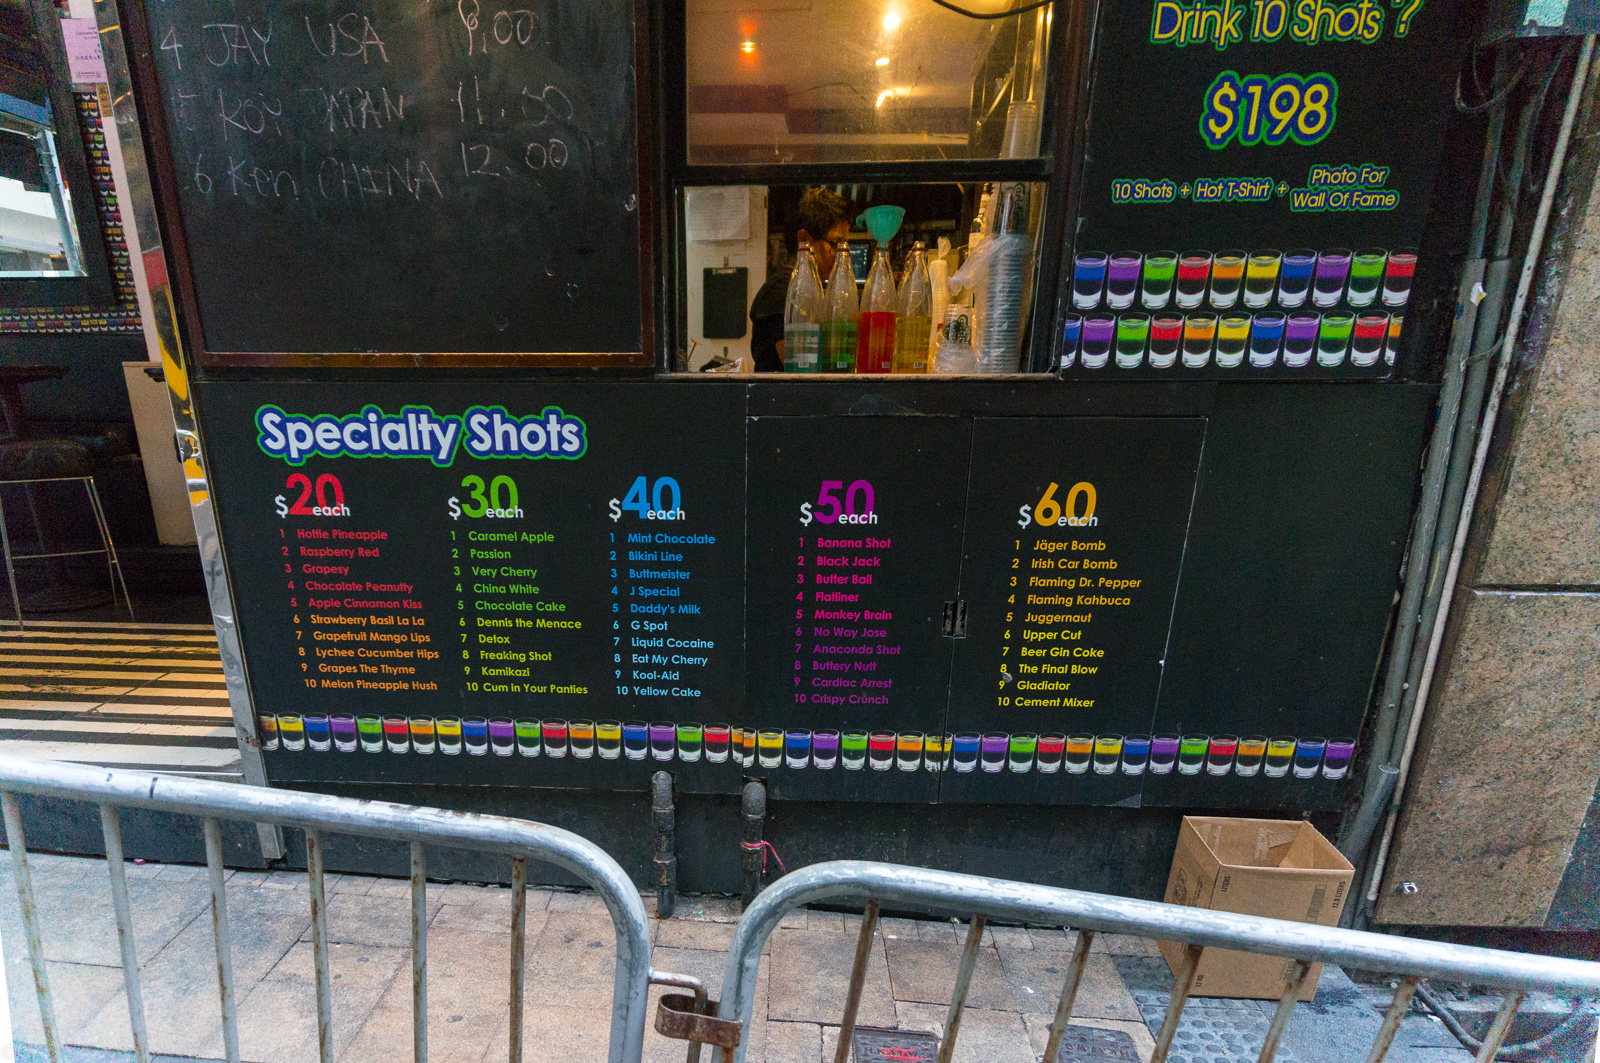 4 JAY USA 9.00
5 KOY JAPAN 11.00
6 Ken CHINA 12.00
Drink 10 Shots ?
$198
10 Shots + Hot T-Shirt + Photo For Wall Of Fame
Specialty Shots
$20 each
1 Hottie Pineapple
2 Raspberry Red
3 Grapesy
4 Chocolate Peanutty
5 Apple Cinnamon Kiss
6 Strawberry Basil La La
7 Grapefruit Mango Lips
8 Lychee Cucumber Hips
9 Grapes The Thyme
10 Melon Pineapple Hush
$30 each
1 Caramel Apple
2 Passion
3 Very Cherry
4 China White
5 Chocolate Cake
6 Dennis the Menace
7 Detox
8 Freaking Shot
9 Kamikazi
10 Cum in Your Panties
$40 each
1 Mint Chocolate
2 Bikini Line
3 Buttmeister
4 J Special
5 Daddy's Milk
6 G Spot
7 Liquid Cocaine
8 Eat My Cherry
9 Kool-Aid
10 Yellow Cake
$50 each
1 Banana Shot
2 Black Jack
3 Butter Ball
4 Flatliner
5 Monkey Brain
6 No Way Jose
7 Anaconda Shot
8 Buttery Nutt
9 Cardiac Arrest
10 Crispy Crunch
$60 each
1 Jäger Bomb
2 Irish Car Bomb
3 Flaming Dr. Pepper
4 Flaming Kahbuca
5 Juggernaut
6 Upper Cut
7 Beer Gin Coke
8 The Final Blow
9 Gladiator
10 Cement Mixer